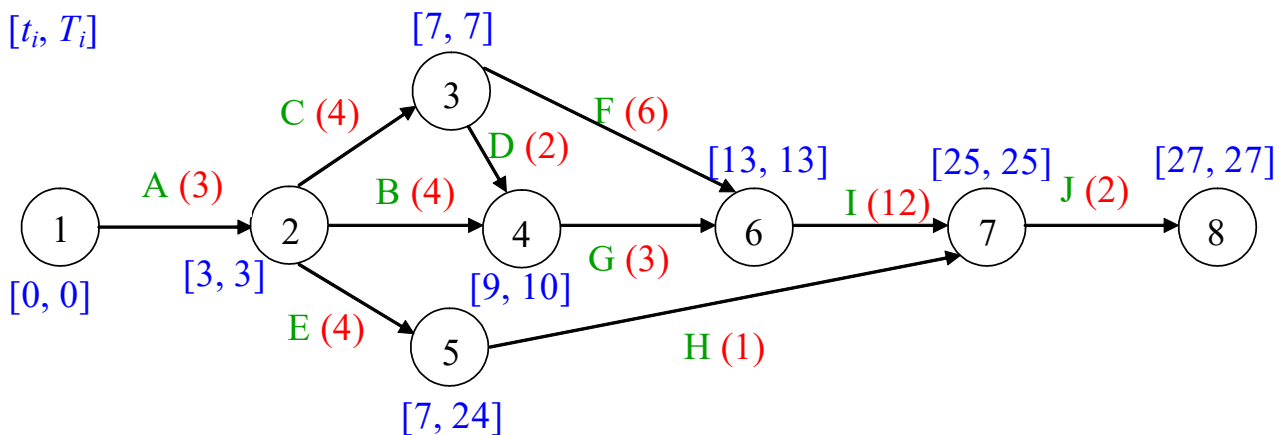 [tᵢ, Tᵢ]
[7, 7]
3
C (4)
F (6)
D (2)
[13, 13]
[25, 25]
[27, 27]
A (3)
B (4)
I (12)
J (2)
1
2
4
6
7
8
[0, 0]
[3, 3]
[9, 10]
G (3)
E (4)
5
H (1)
[7, 24]